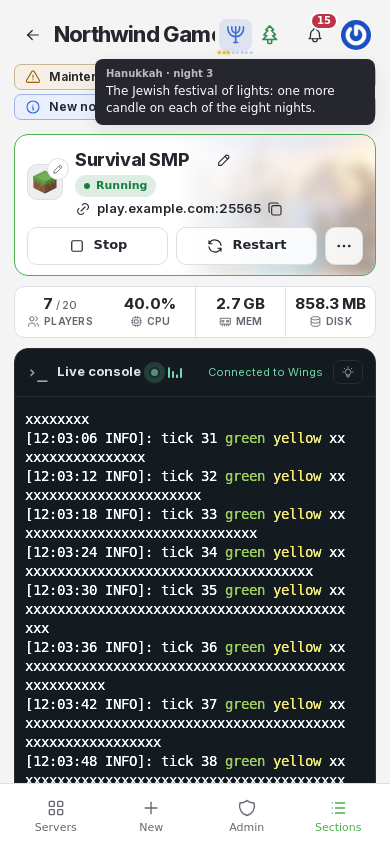 Northwind Game
15
Hanukkah · night 3
The Jewish festival of lights: one more
candle on each of the eight nights.
Mainten
New no
Survival SMP
Running
play.example.com:25565
Stop
Restart
7 / 20
PLAYERS
40.0%
CPU
2.7 GB
MEM
858.3 MB
DISK
Live console
Connected to Wings
xxxxxxxx
[12:03:06 INFO]: tick 31 green yellow xx
xxxxxxxxxxxxxxx
[12:03:12 INFO]: tick 32 green yellow xx
xxxxxxxxxxxxxxxxxxxxxx
[12:03:18 INFO]: tick 33 green yellow xx
xxxxxxxxxxxxxxxxxxxxxxxxxxxxx
[12:03:24 INFO]: tick 34 green yellow xx
xxxxxxxxxxxxxxxxxxxxxxxxxxxxxxxxxxxx
[12:03:30 INFO]: tick 35 green yellow xx
xxxxxxxxxxxxxxxxxxxxxxxxxxxxxxxxxxxxxxxx
xxx
[12:03:36 INFO]: tick 36 green yellow xx
xxxxxxxxxxxxxxxxxxxxxxxxxxxxxxxxxxxxxxxx
xxxxxxxxxx
[12:03:42 INFO]: tick 37 green yellow xx
xxxxxxxxxxxxxxxxxxxxxxxxxxxxxxxxxxxxxxxx
xxxxxxxxxxxxxxxxx
[12:03:48 INFO]: tick 38 green yellow xx
xxxxxxxxxxxxxxxxxxxxxxxxxxxxxxxxxxxxxxxx
Servers
New
Admin
Sections